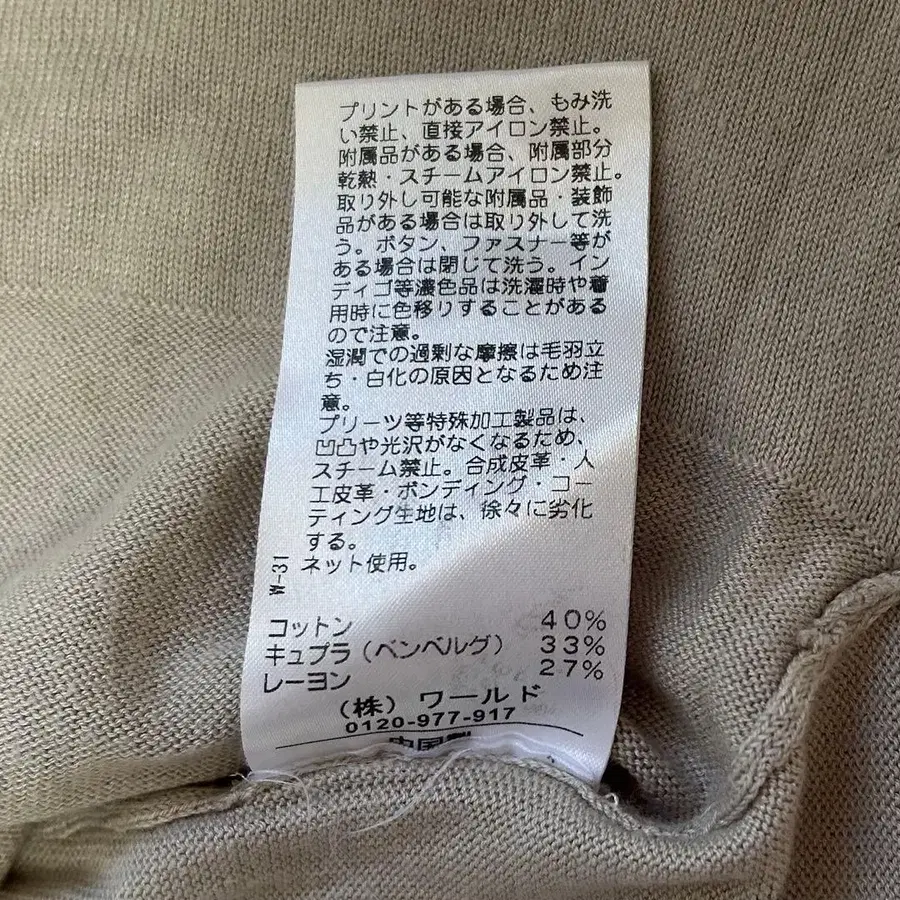 プリントがある場合、もみ洗
い禁止、直接アイロン禁止。
附属品がある場合、附属部分
乾熱・スチームアイロン禁止。
取り外し可能な附属品・装飾
品がある場合は取り外して洗
う。ボタン、ファスナー等が
ある場合は閉じて洗う。イン
ディゴ等濃色品は洗濯時や着
用時に色移りすることがある
ので注意。
湿潤での過剰な摩擦は毛羽立
ち・白化の原因となるため注
意。
プリーツ等特殊加工製品は、
凹凸や光沢がなくなるため、
スチーム禁止。合成皮革・人
工皮革・ボンディング・コー
ティング生地は、徐々に劣化
する。
ネット使用。
W-31
コットン 40%
キュプラ(ベンベルグ) 33%
レーヨン 27%
(株)ワールド
0120-977-917
中国製